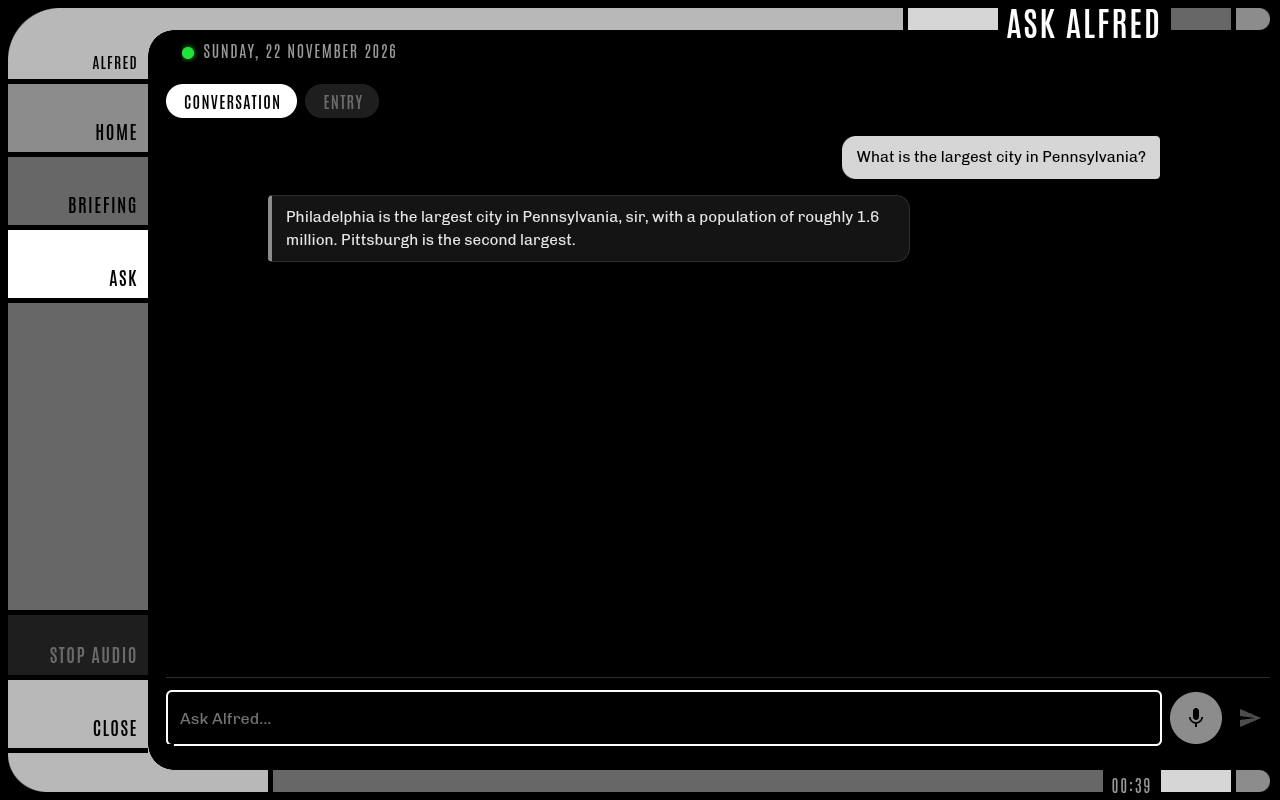 ASK ALFRED
ALFRED
SUNDAY, 22 NOVEMBER 2026
CONVERSATION
ENTRY
HOME
BRIEFING
ASK
What is the largest city in Pennsylvania?
Philadelphia is the largest city in Pennsylvania, sir, with a population of roughly 1.6
million. Pittsburgh is the second largest.
STOP AUDIO
CLOSE
Ask Alfred...
00:39